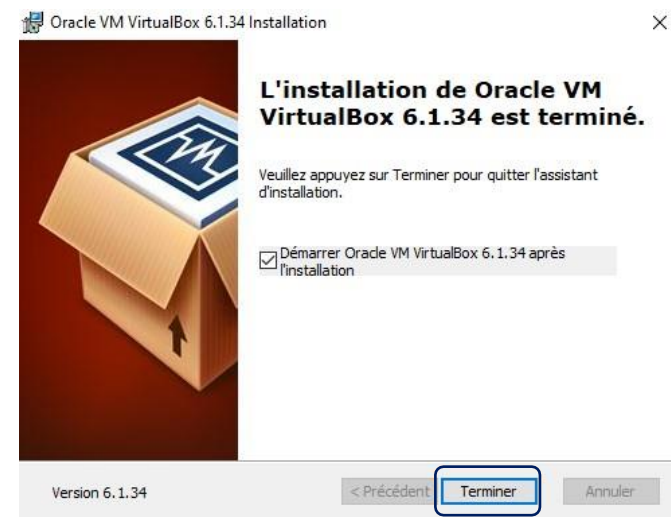 Oracle VM VirtualBox 6.1.34 Installation
L'installation de Oracle VM
VirtualBox 6.1.34 est terminé.
Veuillez appuyez sur Terminer pour quitter l'assistant
d'installation.
Démarrer Oracle VM VirtualBox 6.1.34 après
l'installation
Version 6.1.34
< Précédent
Terminer
Annuler